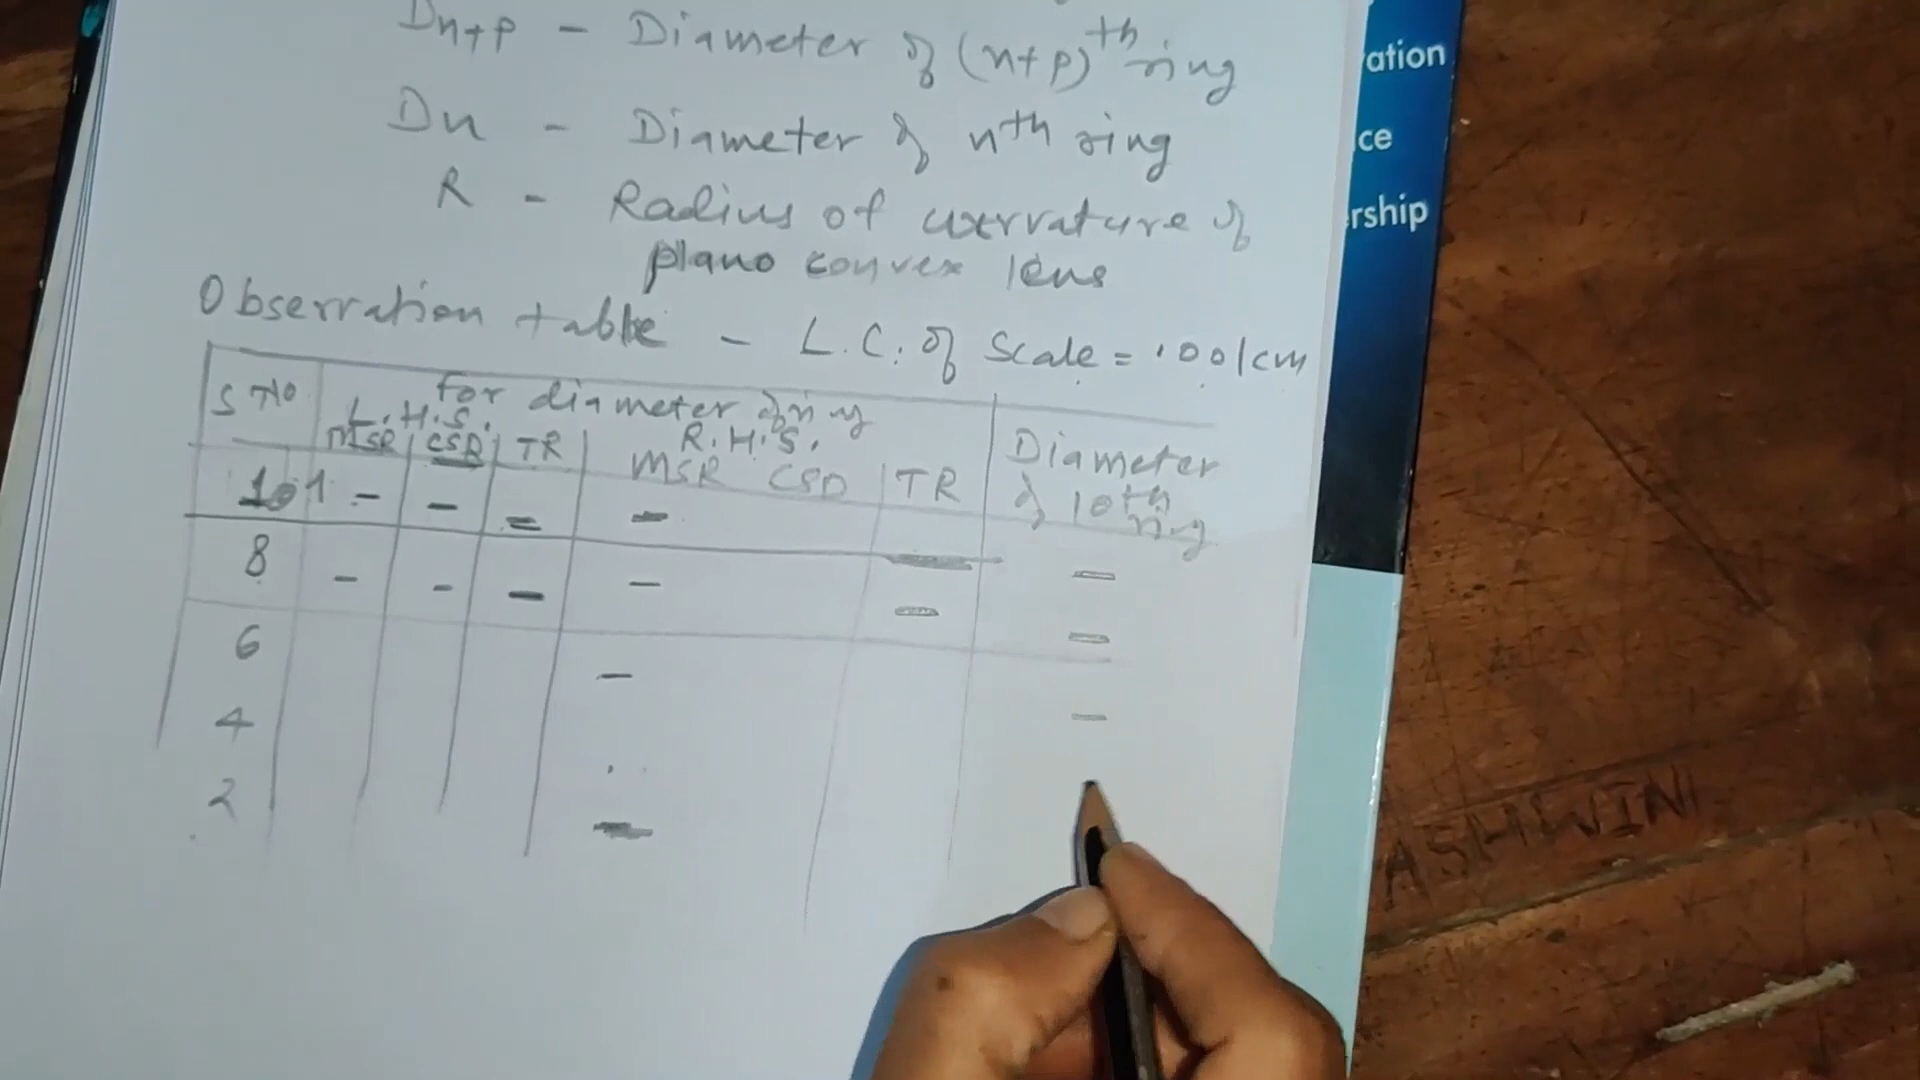 Dn+p - Diameter of (n+p)th ring
Dn - Diameter of nth ring
R - Radius of curvature of
plano convex lens
Observation table - L.C. of Scale = .001cm
S No
for diameter of ring
L.H.S. R.H.S.
MSR CSD TR MSR CSD TR
Diameter
of 10th
ring
10th
8
6
4
2
ation
ce
rship
ASHWINI